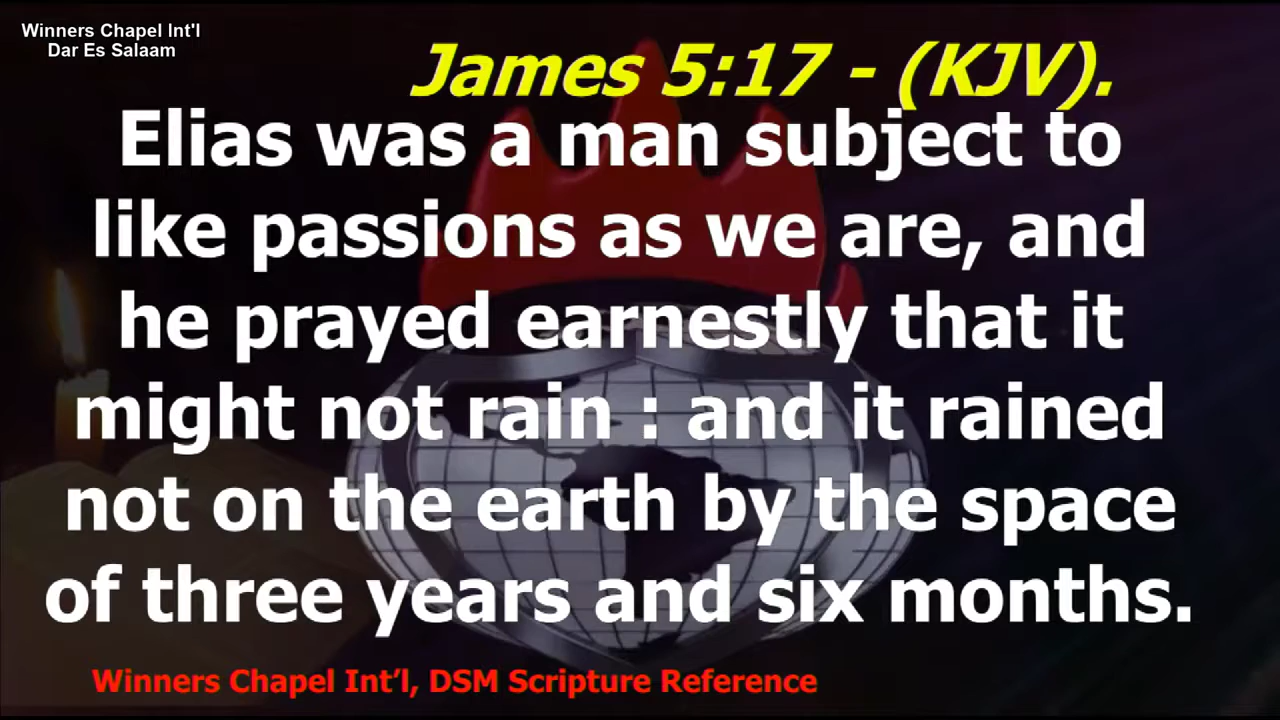 Winners Chapel Int'l
Dar Es Salaam
James 5:17 - (KJV).
Elias was a man subject to
like passions as we are, and
he prayed earnestly that it
might not rain : and it rained
not on the earth by the space
of three years and six months.
Winners Chapel Int’l, DSM Scripture Reference